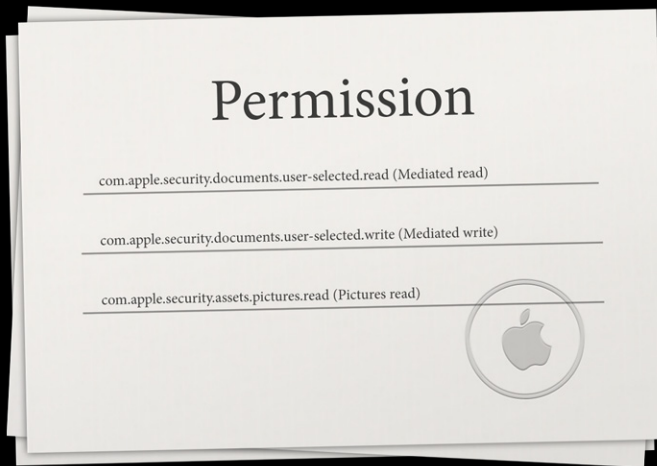 Permission
com.apple.security.documents.user-selected.read (Mediated read)
com.apple.security.documents.user-selected.write (Mediated write)
com.apple.security.assets.pictures.read (Pictures read)